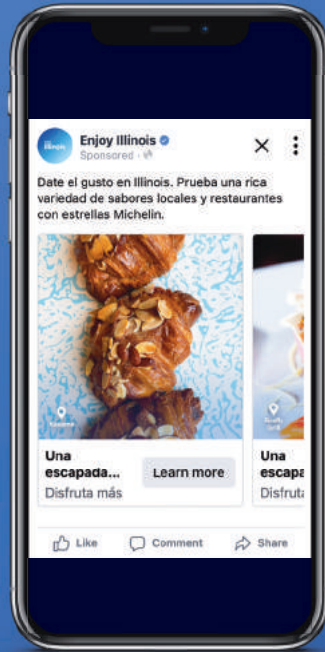 Enjoy Illinois
Sponsored
Date el gusto en Illinois. Prueba una rica
variedad de sabores locales y restaurantes
con estrellas Michelin.
Una
escapada...
Learn more
Disfruta más
Una
escapa
Disfruta
Like
Comment
Share